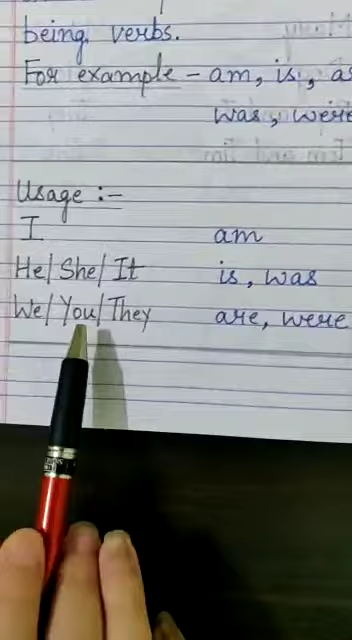 being verbs.
For example - am, is, a
was, were
Usage :-
I am
He/ She/ It is, was
We/ You/ They are, were